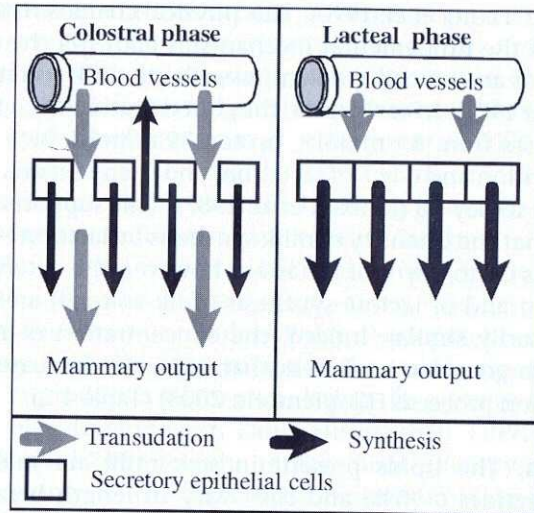 Colostral phase
Blood vessels
Mammary output
Lacteal phase
Blood vessels
Mammary output
Transudation
Synthesis
Secretory epithelial cells